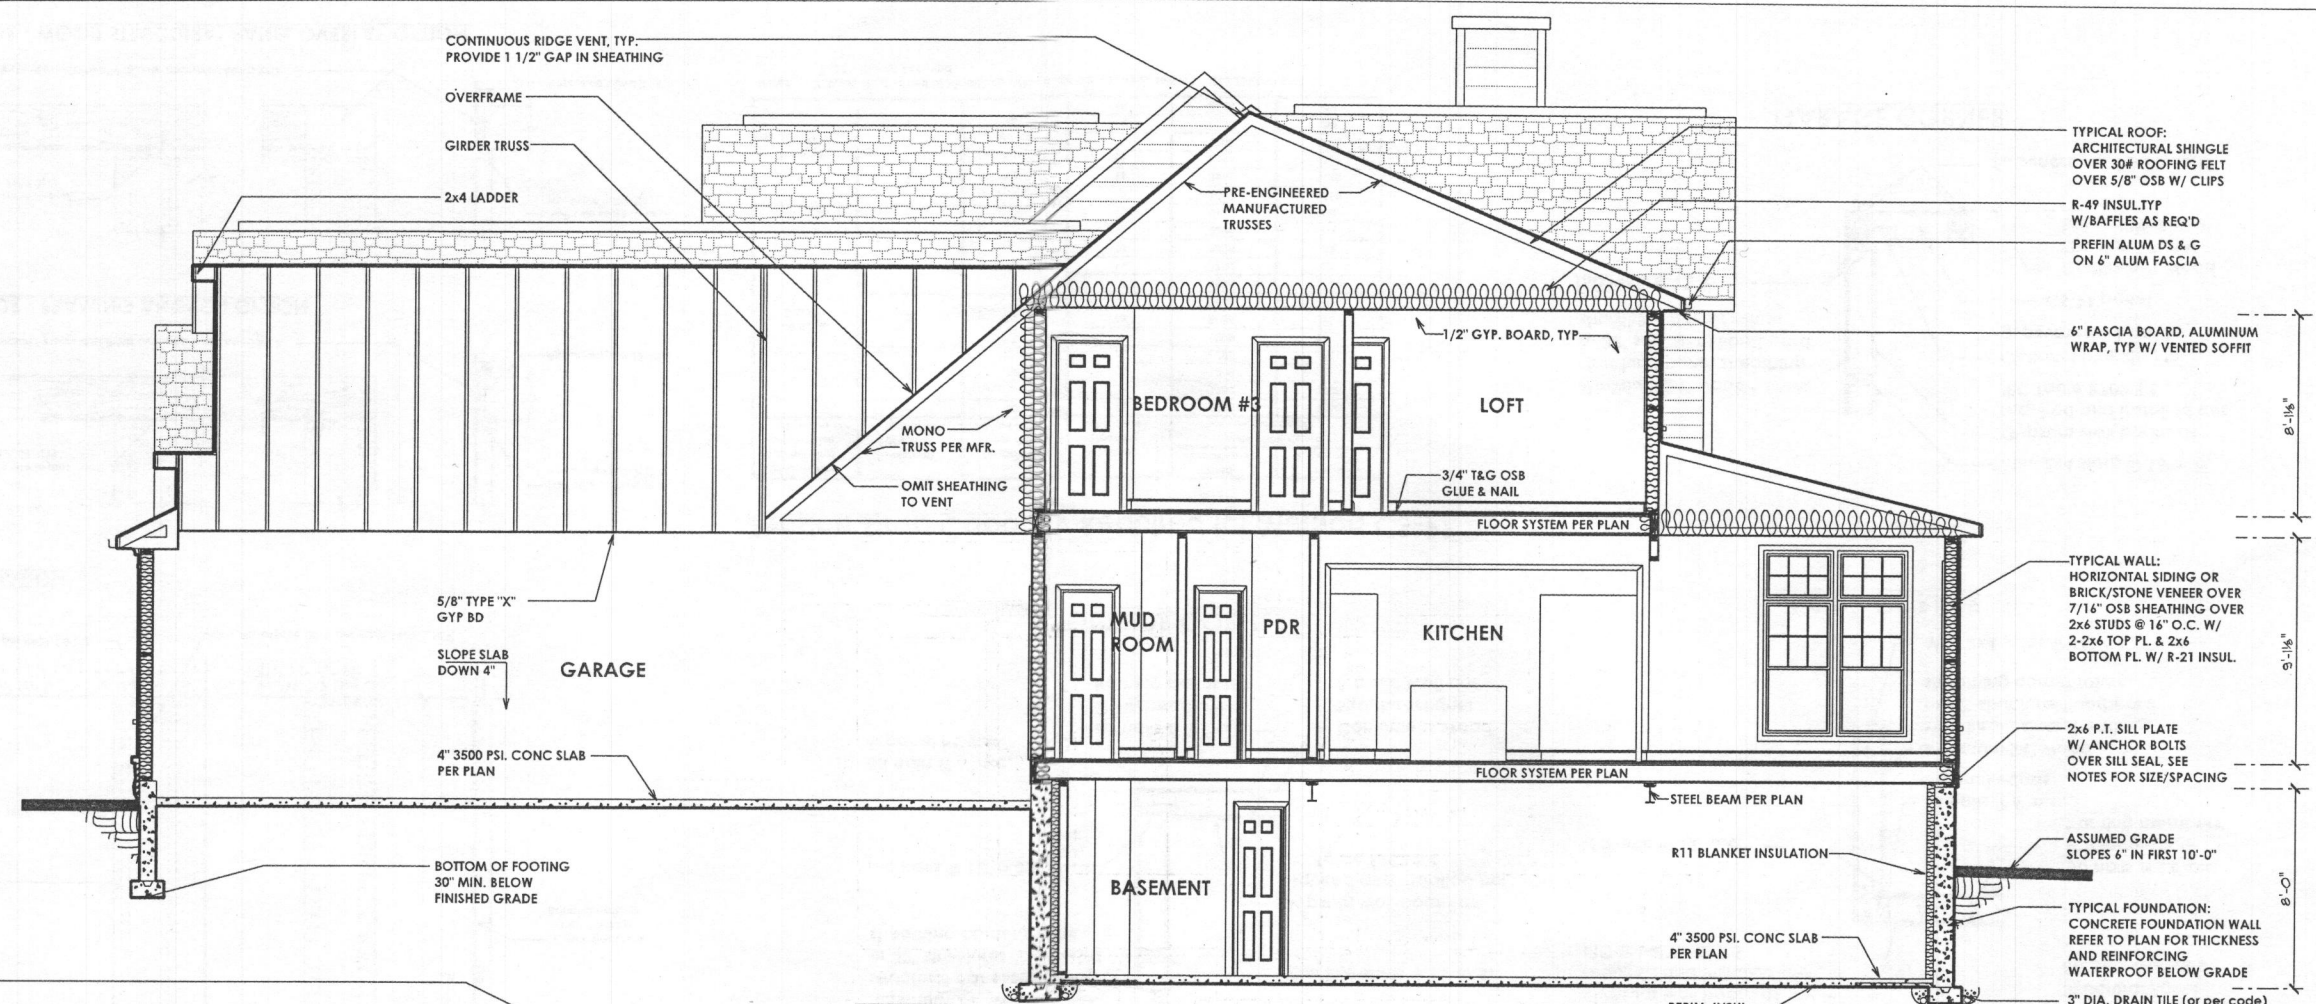 CONTINUOUS RIDGE VENT, TYP.
PROVIDE 1 1/2" GAP IN SHEATHING
OVERFRAME
GIRDER TRUSS
2x4 LADDER
PRE-ENGINEERED
MANUFACTURED
TRUSSES
TYPICAL ROOF:
ARCHITECTURAL SHINGLE
OVER 30# ROOFING FELT
OVER 5/8" OSB W/ CLIPS
R-49 INSUL.TYP
W/BAFFLES AS REQ'D
PREFIN ALUM DS & G
ON 6" ALUM FASCIA
6" FASCIA BOARD, ALUMINUM
WRAP, TYP W/ VENTED SOFFIT
1/2" GYP. BOARD, TYP
BEDROOM #3
LOFT
8'-1⅛"
MONO
TRUSS PER MFR.
OMIT SHEATHING
TO VENT
3/4" T&G OSB
GLUE & NAIL
FLOOR SYSTEM PER PLAN
5/8" TYPE "X"
GYP BD
SLOPE SLAB
DOWN 4"
GARAGE
MUD
ROOM
PDR
KITCHEN
TYPICAL WALL:
HORIZONTAL SIDING OR
BRICK/STONE VENEER OVER
7/16" OSB SHEATHING OVER
2x6 STUDS @ 16" O.C. W/
2-2x6 TOP PL. & 2x6
BOTTOM PL. W/ R-21 INSUL.
9'-1⅛"
4" 3500 PSI. CONC SLAB
PER PLAN
2x6 P.T. SILL PLATE
W/ ANCHOR BOLTS
OVER SILL SEAL, SEE
NOTES FOR SIZE/SPACING
FLOOR SYSTEM PER PLAN
STEEL BEAM PER PLAN
BOTTOM OF FOOTING
30" MIN. BELOW
FINISHED GRADE
BASEMENT
R11 BLANKET INSULATION
ASSUMED GRADE
SLOPES 6" IN FIRST 10'-0"
8'-0"
TYPICAL FOUNDATION:
CONCRETE FOUNDATION WALL
REFER TO PLAN FOR THICKNESS
AND REINFORCING
WATERPROOF BELOW GRADE
4" 3500 PSI. CONC SLAB
PER PLAN
3" DIA. DRAIN TILE (or per code)